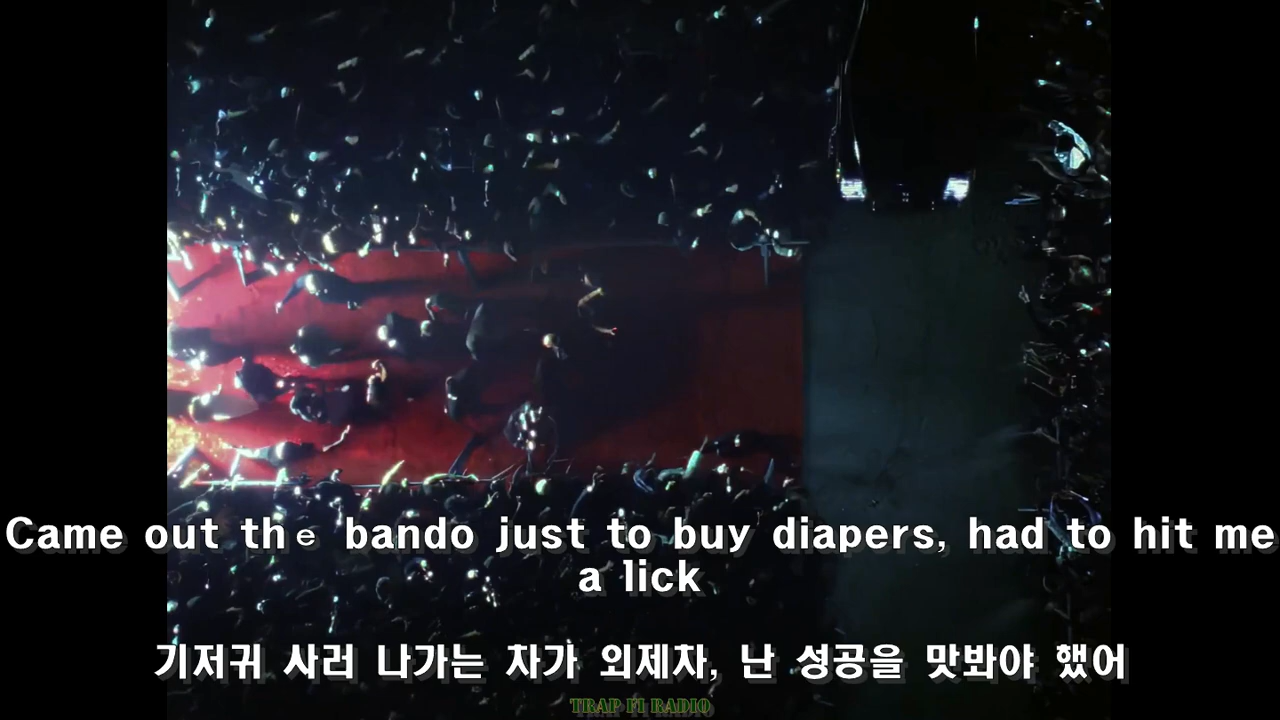 Came out thｅ bando just to buy diapers, had to hit me
a lick
기저귀 사러 나가는 차가 외제차, 난 성공을 맛봐야 했어
TRAP FI RADIO